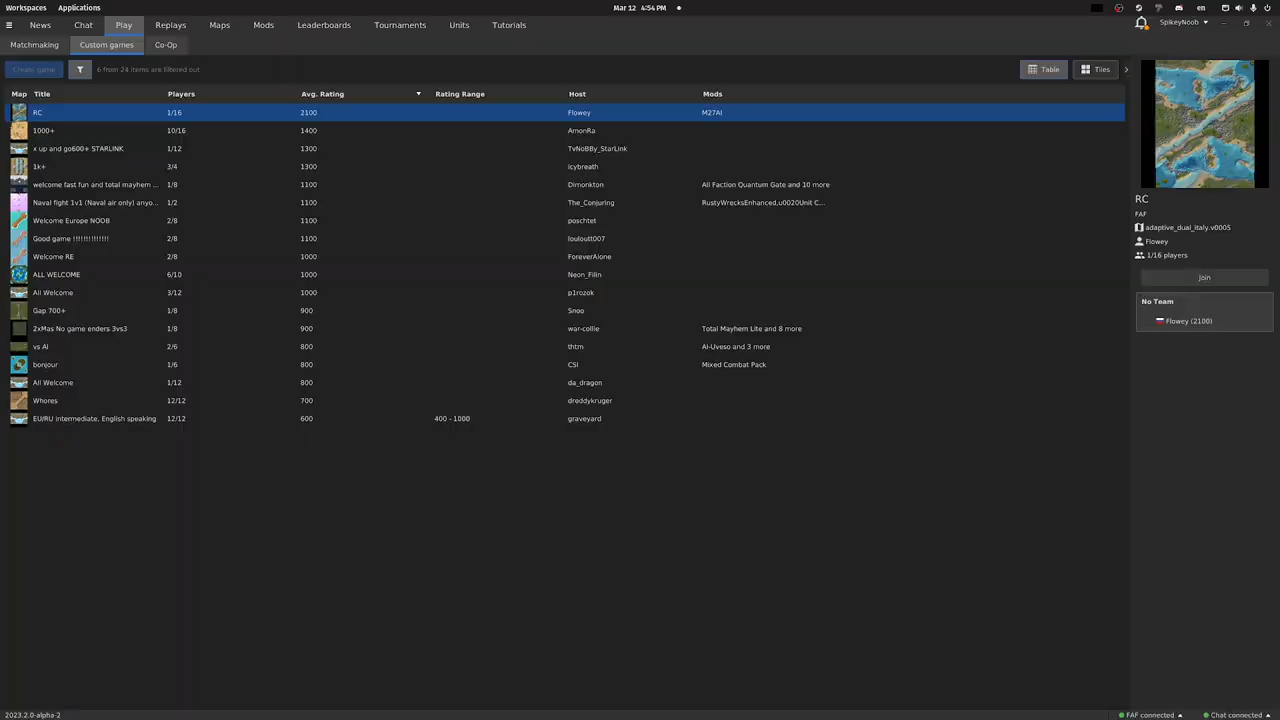 Workspaces Applications Mar 12 4:54 PM en
News Chat Play Replays Maps Mods Leaderboards Tournaments Units Tutorials SpikeyNoob
Matchmaking Custom games Co-Op
Create game 6 from 24 items are filtered out Table Tiles
Map Title Players Avg. Rating Rating Range Host Mods
RC 1/16 2100 Flowey M27AI
1000+ 10/16 1400 AmonRa
x up and go600+ STARLINK 1/12 1300 TvNoBBy_StarLink
1k+ 3/4 1300 icybreath
welcome fast fun and total mayhem ... 1/8 1100 Dimonkton All Faction Quantum Gate and 10 more
Naval fight 1v1 (Naval air only) anyo... 1/2 1100 The_Conjuring RustyWrecksEnhanced,u0020Unit C...
Welcome Europe NOOB 2/8 1100 poschtet
Good game !!!!!!!!!!!!!! 2/8 1100 louloutt007
Welcome RE 2/8 1000 ForeverAlone
ALL WELCOME 6/10 1000 Neon_Filin
All Welcome 3/12 1000 p1rozok
Gap 700+ 1/8 900 Snoo
2xMas No game enders 3vs3 1/8 900 war-collie Total Mayhem Lite and 8 more
vs AI 2/6 800 thtm AI-Uveso and 3 more
bonjour 1/6 800 CSI Mixed Combat Pack
All Welcome 1/12 800 da_dragon
Whores 12/12 700 dreddykruger
EU/RU intermediate, English speaking 12/12 600 400 - 1000 graveyard
RC
FAF
adaptive_dual_italy.v0005
Flowey
1/16 players
Join
No Team
Flowey (2100)
2023.2.0-alpha-2 FAF connected Chat connected